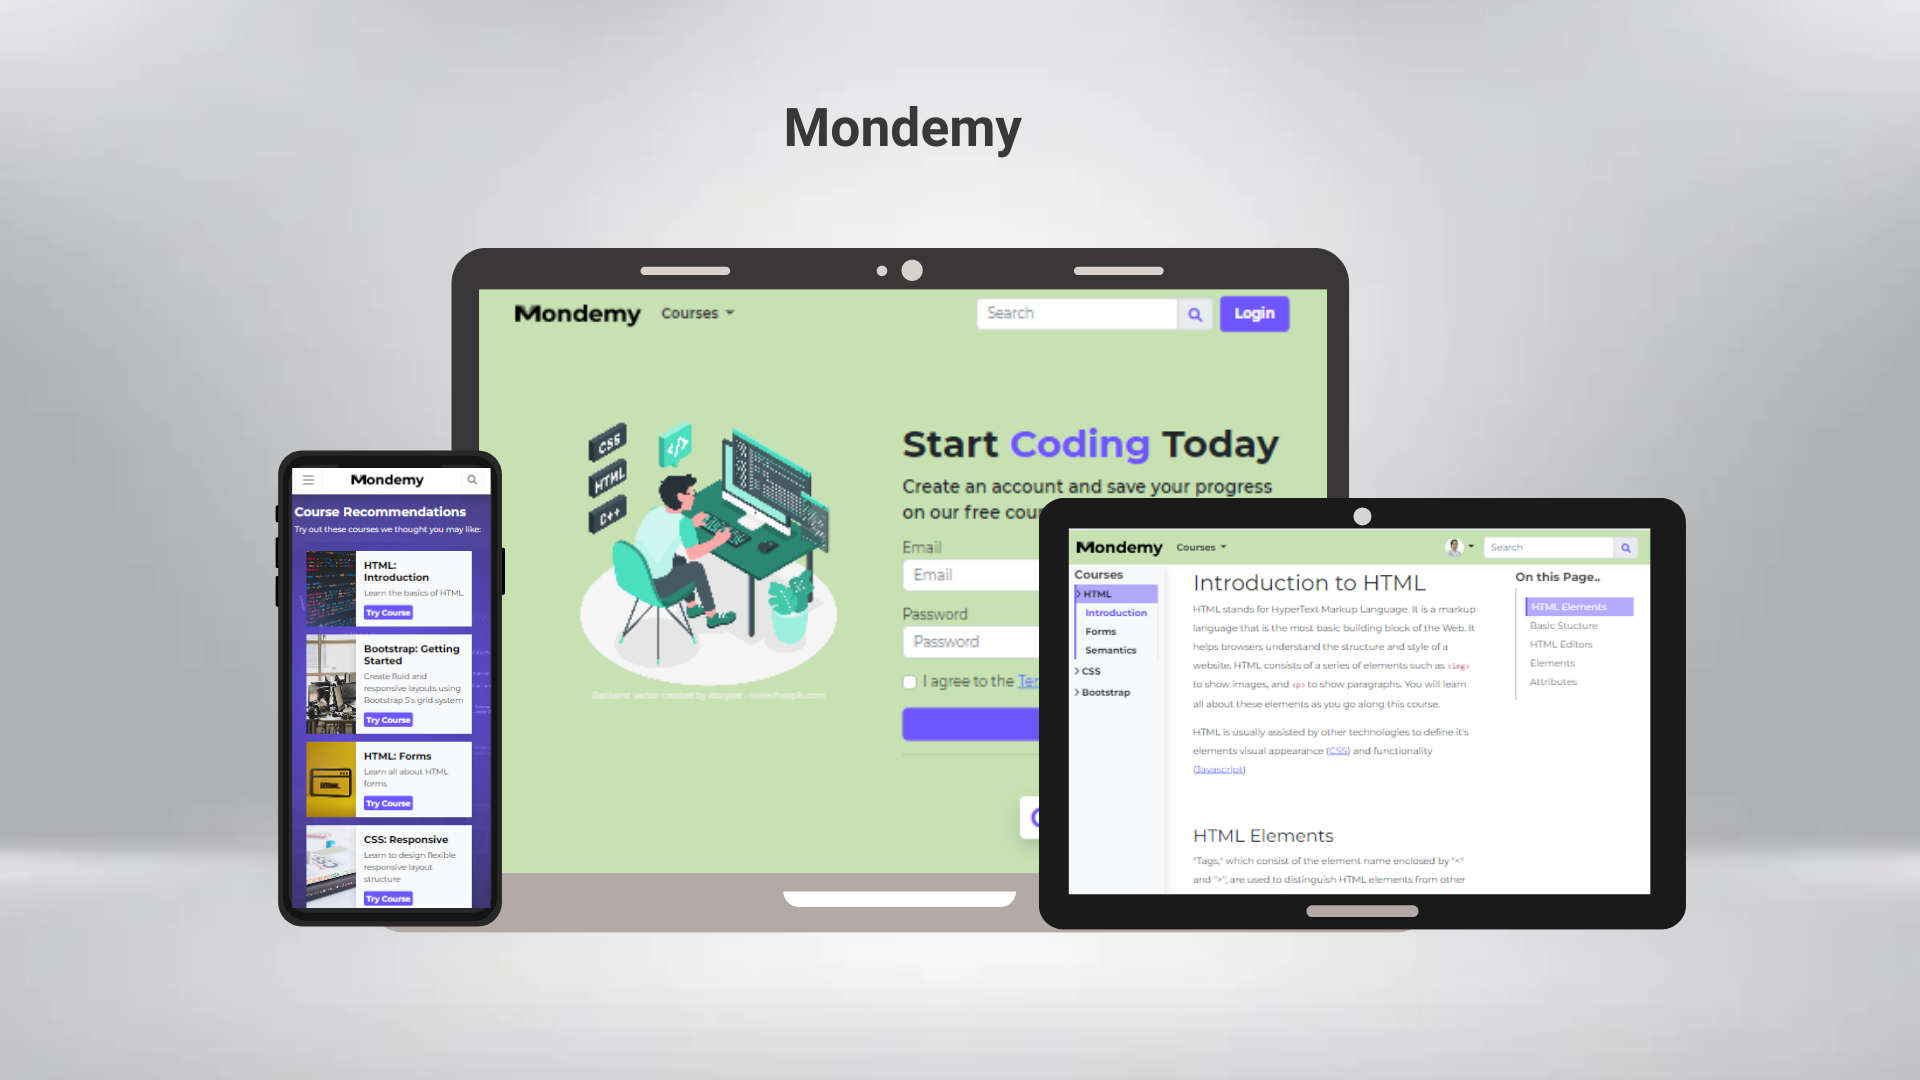 Mondemy
Mondemy
Courses
Search
Login
CSS
HTML
C++
</>
Start Coding Today
Create an account and save your progress
on our free cour
Email
Email
Password
Password
I agree to the Ter
Backend vector created by storyset - www.freepik.com
Mondemy
Course Recommendations
Try out these courses we thought you may like:
HTML:
Introduction
Learn the basics of HTML
Try Course
Bootstrap: Getting
Started
Create fluid and
responsive layouts using
Bootstrap 5's grid system
Try Course
HTML: Forms
Learn all about HTML
forms
Try Course
HTML
CSS: Responsive
Learn to design flexible
responsive layout
structure
Try Course
Mondemy
Courses
Search
Courses
HTML
Introduction
Forms
Semantics
CSS
Bootstrap
Introduction to HTML
HTML stands for HyperText Markup Language. It is a markup
language that is the most basic building block of the Web. It
helps browsers understand the structure and style of a
website. HTML consists of a series of elements such as <img>
to show images, and <p> to show paragraphs. You will learn
all about these elements as you go along this course.
HTML is usually assisted by other technologies to define it's
elements visual appearance (CSS) and functionality
(Javascript)
HTML Elements
"Tags," which consist of the element name enclosed by "<"
and ">", are used to distinguish HTML elements from other
On this Page..
HTML Elements
Basic Stucture
HTML Editors
Elements
Attributes